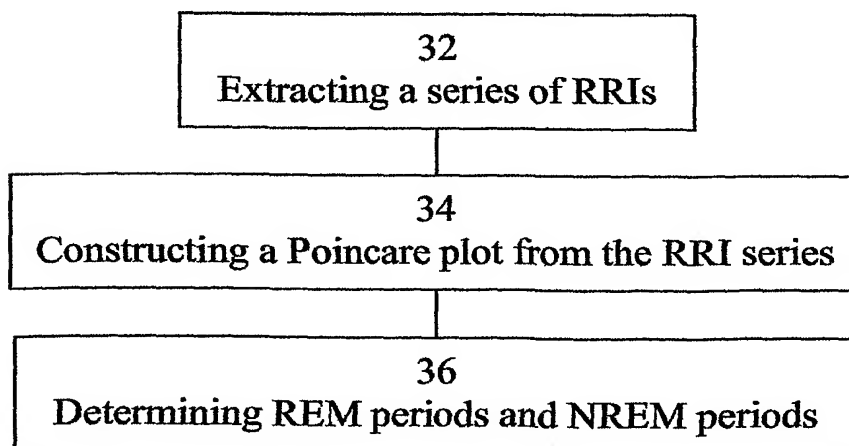 32
Extracting a series of RRIs
34
Constructing a Poincare plot from the RRI series
36
Determining REM periods and NREM periods